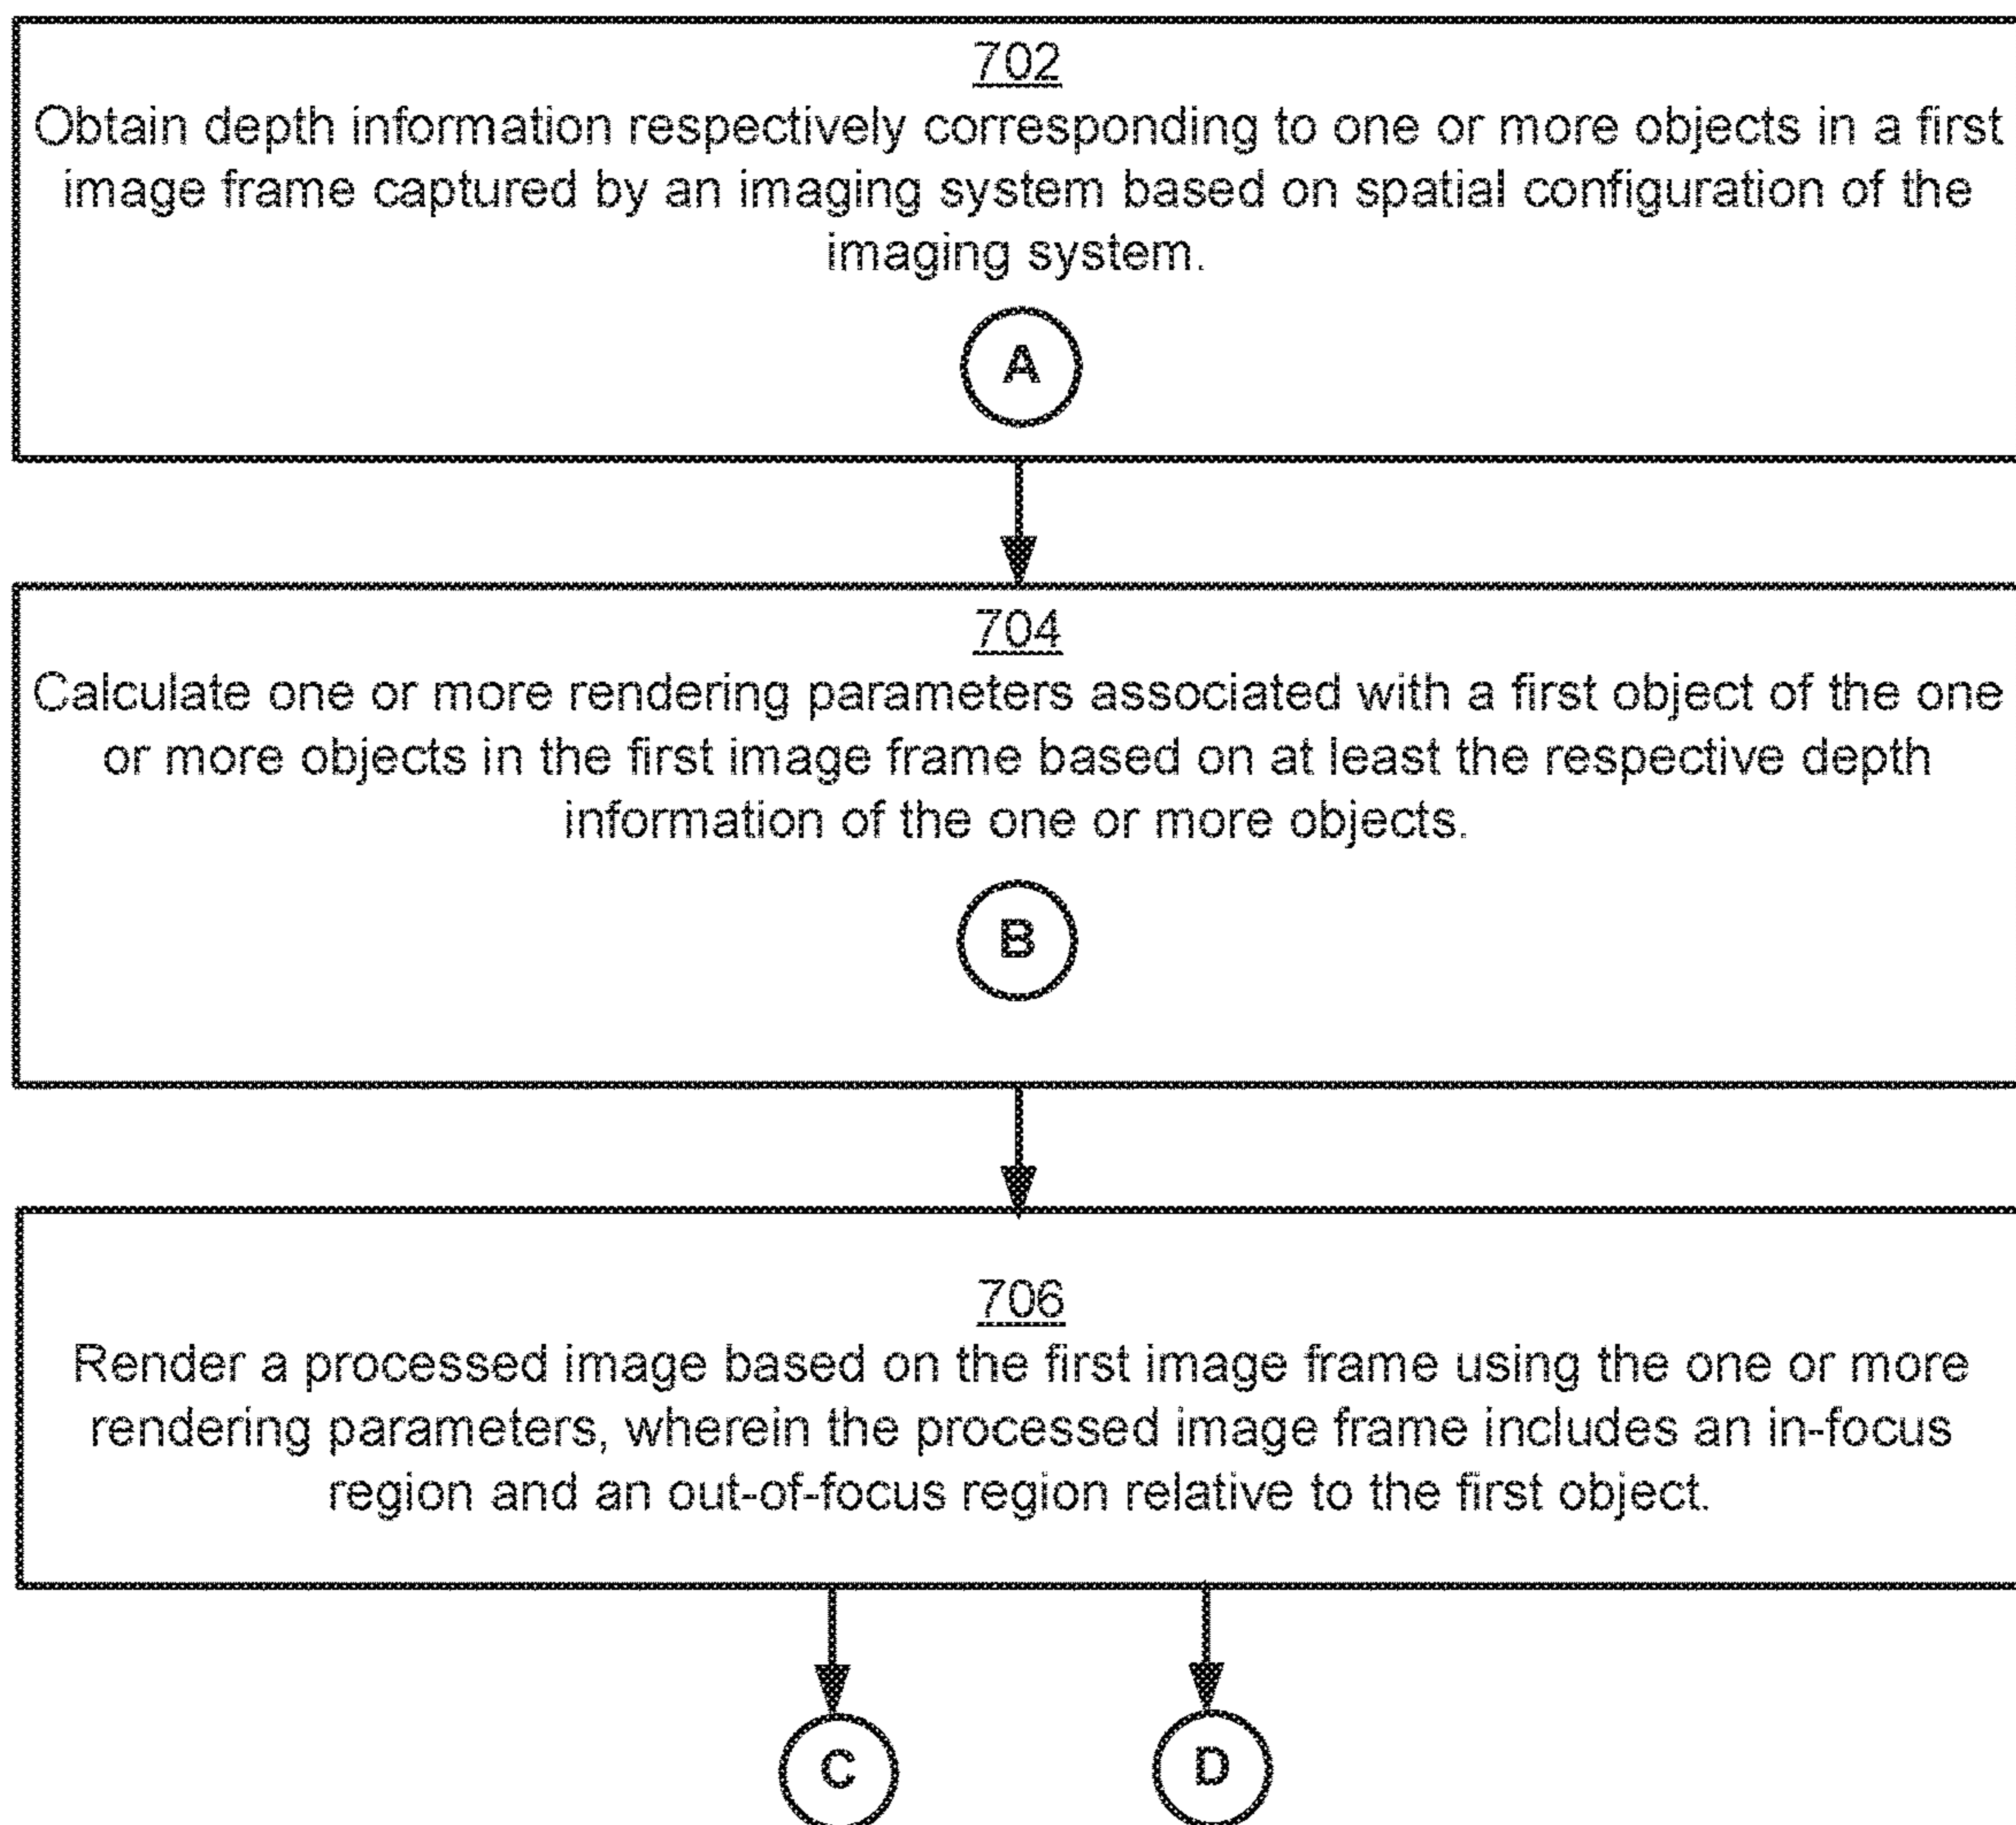 702
Obtain depth information respectively corresponding to one or more objects in a first
image frame captured by an imaging system based on spatial configuration of the
imaging system.
A
704
Calculate one or more rendering parameters associated with a first object of the one
or more objects in the first image frame based on at least the respective depth
information of the one or more objects.
B
706
Render a processed image based on the first image frame using the one or more
rendering parameters, wherein the processed image frame includes an in-focus
region and an out-of-focus region relative to the first object.
C
D